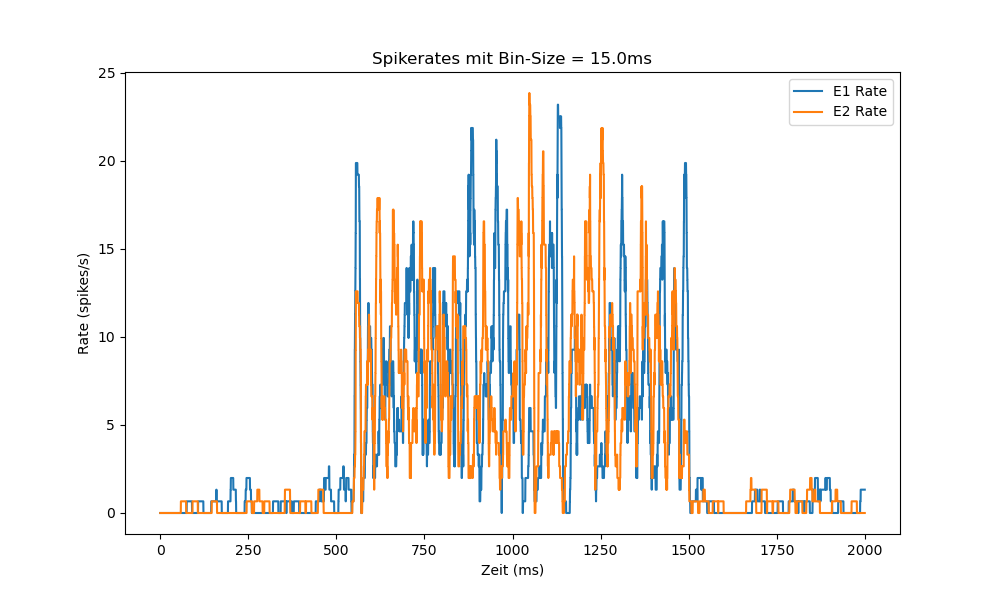 Spikerates mit Bin-Size = 15.0ms
E1 Rate
E2 Rate
Rate (spikes/s)
25
20
15
10
5
0
0 250 500 750 1000 1250 1500 1750 2000
Zeit (ms)